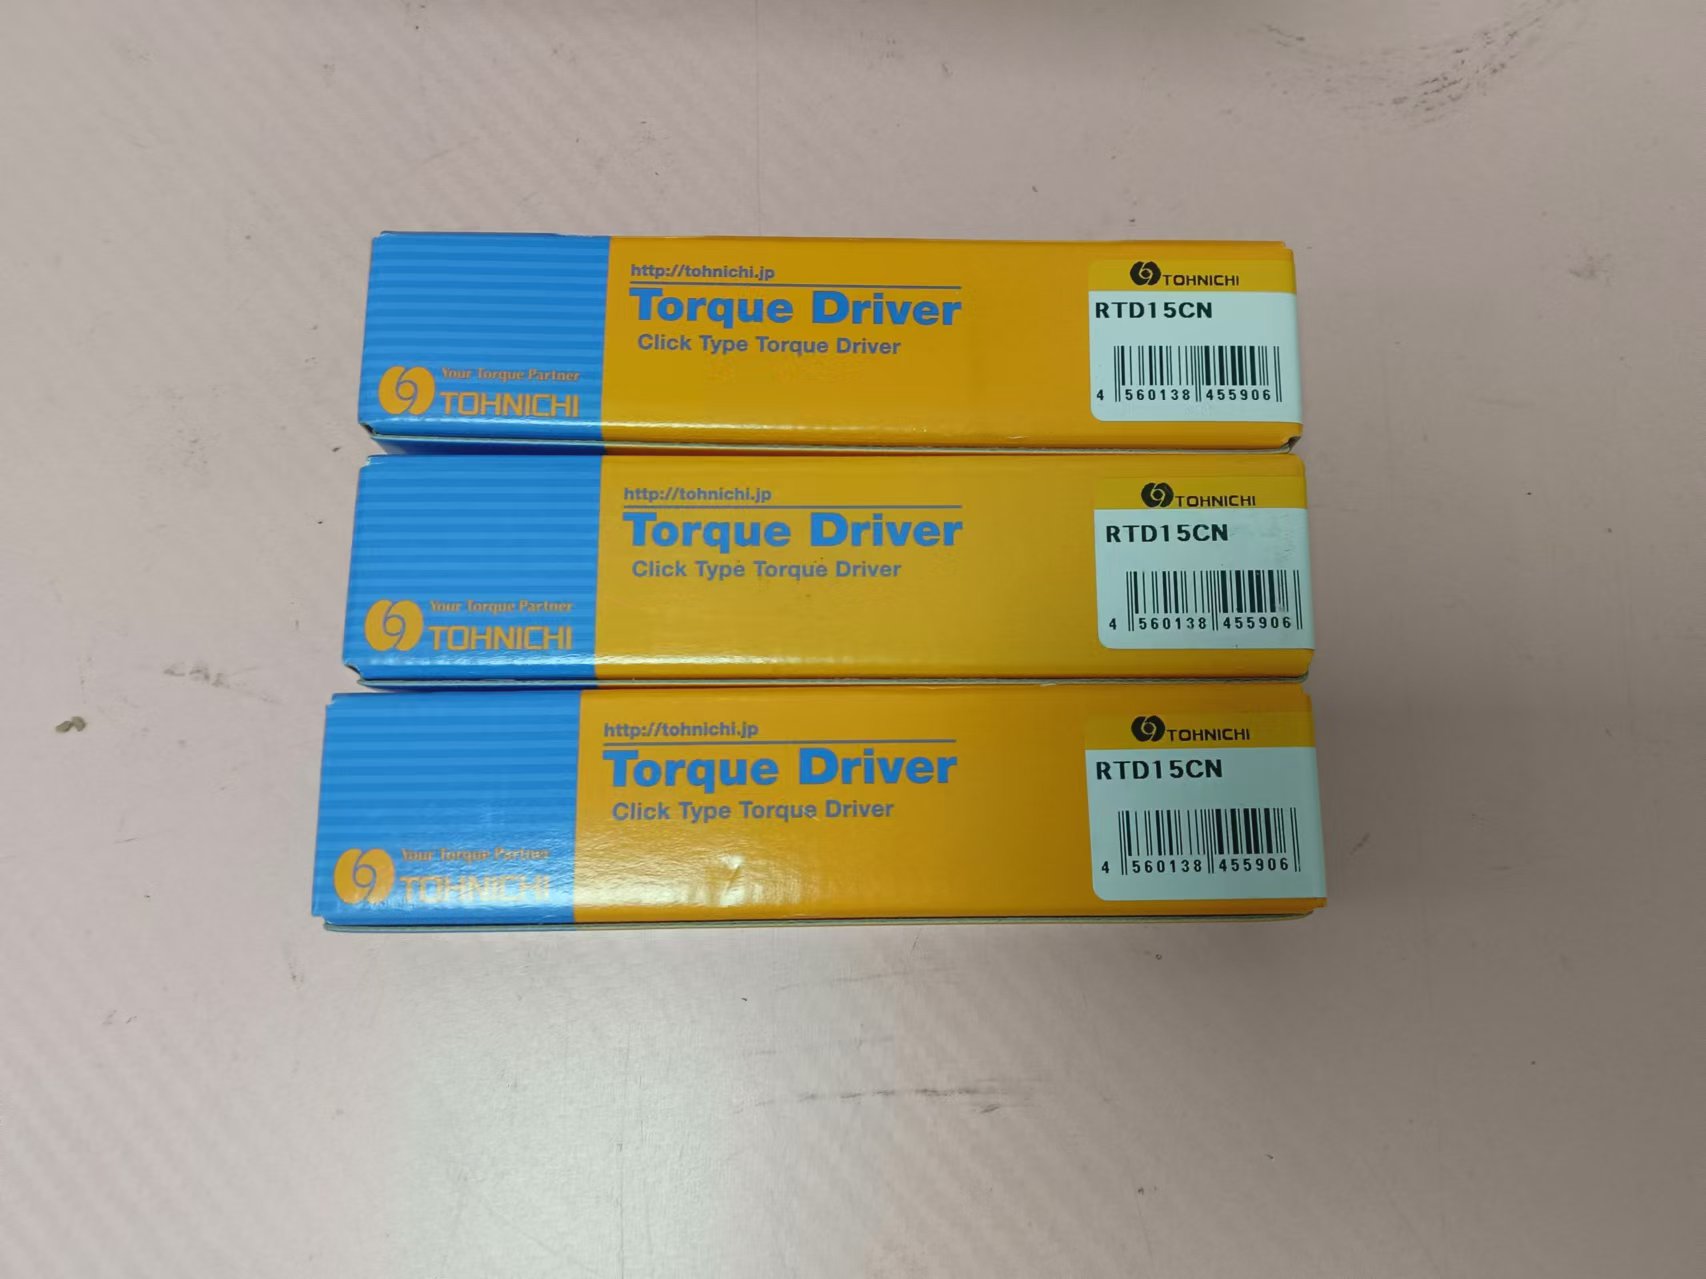 http://tohnichi.jp
Torque Driver
Click Type Torque Driver
Your Torque Partner
TOHNICHI
TOHNICHI
RTD15CN
4 560138 455906
http://tohnichi.jp
Torque Driver
Click Type Torque Driver
Your Torque Partner
TOHNICHI
TOHNICHI
RTD15CN
4 560138 455906
http://tohnichi.jp
Torque Driver
Click Type Torque Driver
Your Torque Partner
TOHNICHI
TOHNICHI
RTD15CN
4 560138 455906